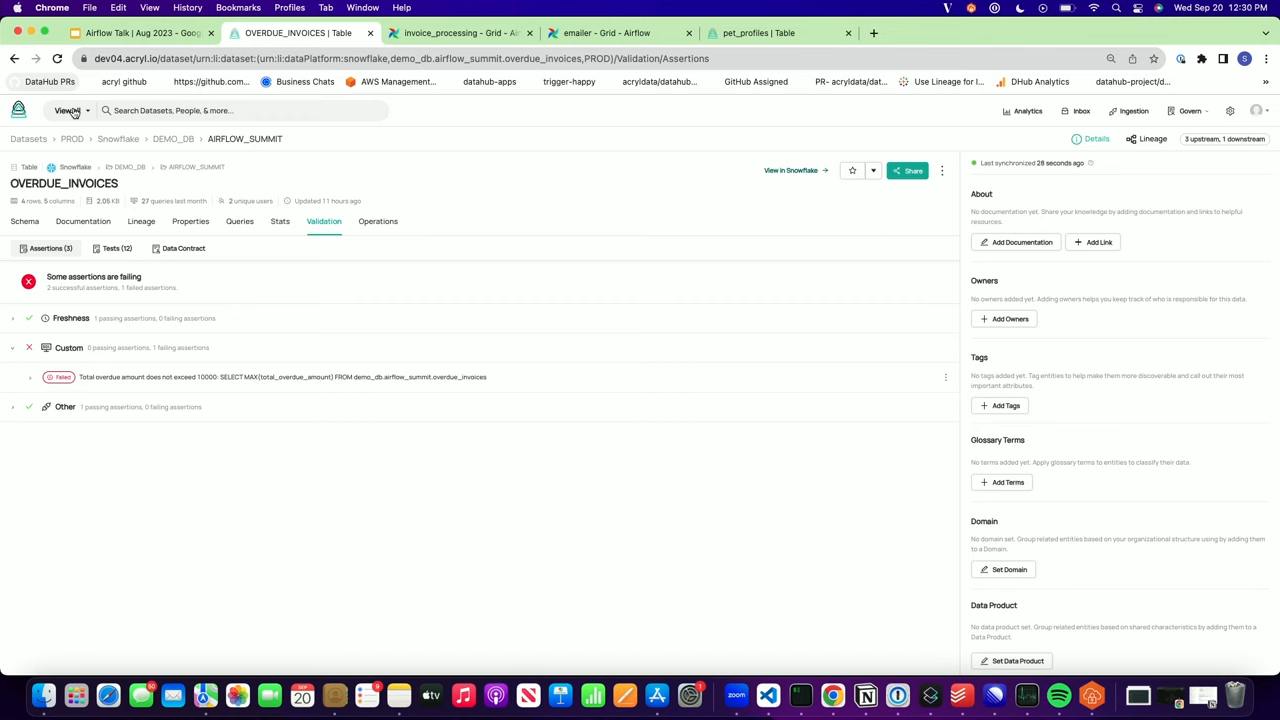 Chrome File Edit View History Bookmarks Profiles Tab Window Help
Wed Sep 20 12:30 PM
Airflow Talk | Aug 2023 - Goog
OVERDUE_INVOICES | Table
invoice_processing - Grid - Air
emailer - Grid - Airflow
pet_profiles | Table
dev04.acryl.io/dataset/urn:li:dataset:(urn:li:dataPlatform:snowflake,demo_db.airflow_summit.overdue_invoices,PROD)/Validation/Assertions
S
DataHub PRs
acryl github
https://github.com...
Business Chats
AWS Management...
datahub-apps
trigger-happy
acryldata/datahub...
GitHub Assigned
PR- acryldata/dat...
Use Lineage for I...
DHub Analytics
datahub-project/d...
»
Search Datasets, People, & more...
Analytics
Inbox
Ingestion
Govern
Datasets > PROD > Snowflake > DEMO_DB > AIRFLOW_SUMMIT
Details
Lineage
3 upstream, 1 downstream
Table Snowflake > DEMO_DB > AIRFLOW_SUMMIT
View in Snowflake →
Share
OVERDUE_INVOICES
4 rows, 5 columns
2.05 KB
27 queries last month
2 unique users
Updated 11 hours ago
Schema
Documentation
Lineage
Properties
Queries
Stats
Validation
Operations
Assertions (3)
Tests (12)
Data Contract
Some assertions are failing
2 successful assertions, 1 failed assertions.
Freshness 1 passing assertions, 0 failing assertions
Custom 0 passing assertions, 1 failing assertions
Failed Total overdue amount does not exceed 10000: SELECT MAX(total_overdue_amount) FROM demo_db.airflow_summit.overdue_invoices
Other 1 passing assertions, 0 failing assertions
Last synchronized 28 seconds ago
About
No documentation yet. Share your knowledge by adding documentation and links to helpful
resources.
Add Documentation
Add Link
Owners
No owners added yet. Adding owners helps you keep track of who is responsible for this data.
Add Owners
Tags
No tags added yet. Tag entities to help make them more discoverable and call out their most
important attributes.
Add Tags
Glossary Terms
No terms added yet. Apply glossary terms to entities to classify their data.
Add Terms
Domain
No domain set. Group related entities based on your organizational structure using by adding them
to a Domain.
Set Domain
Data Product
No data product set. Group related entities based on shared characteristics by adding them to a
Data Product.
Set Data Product
SEP
20
tv
zoom